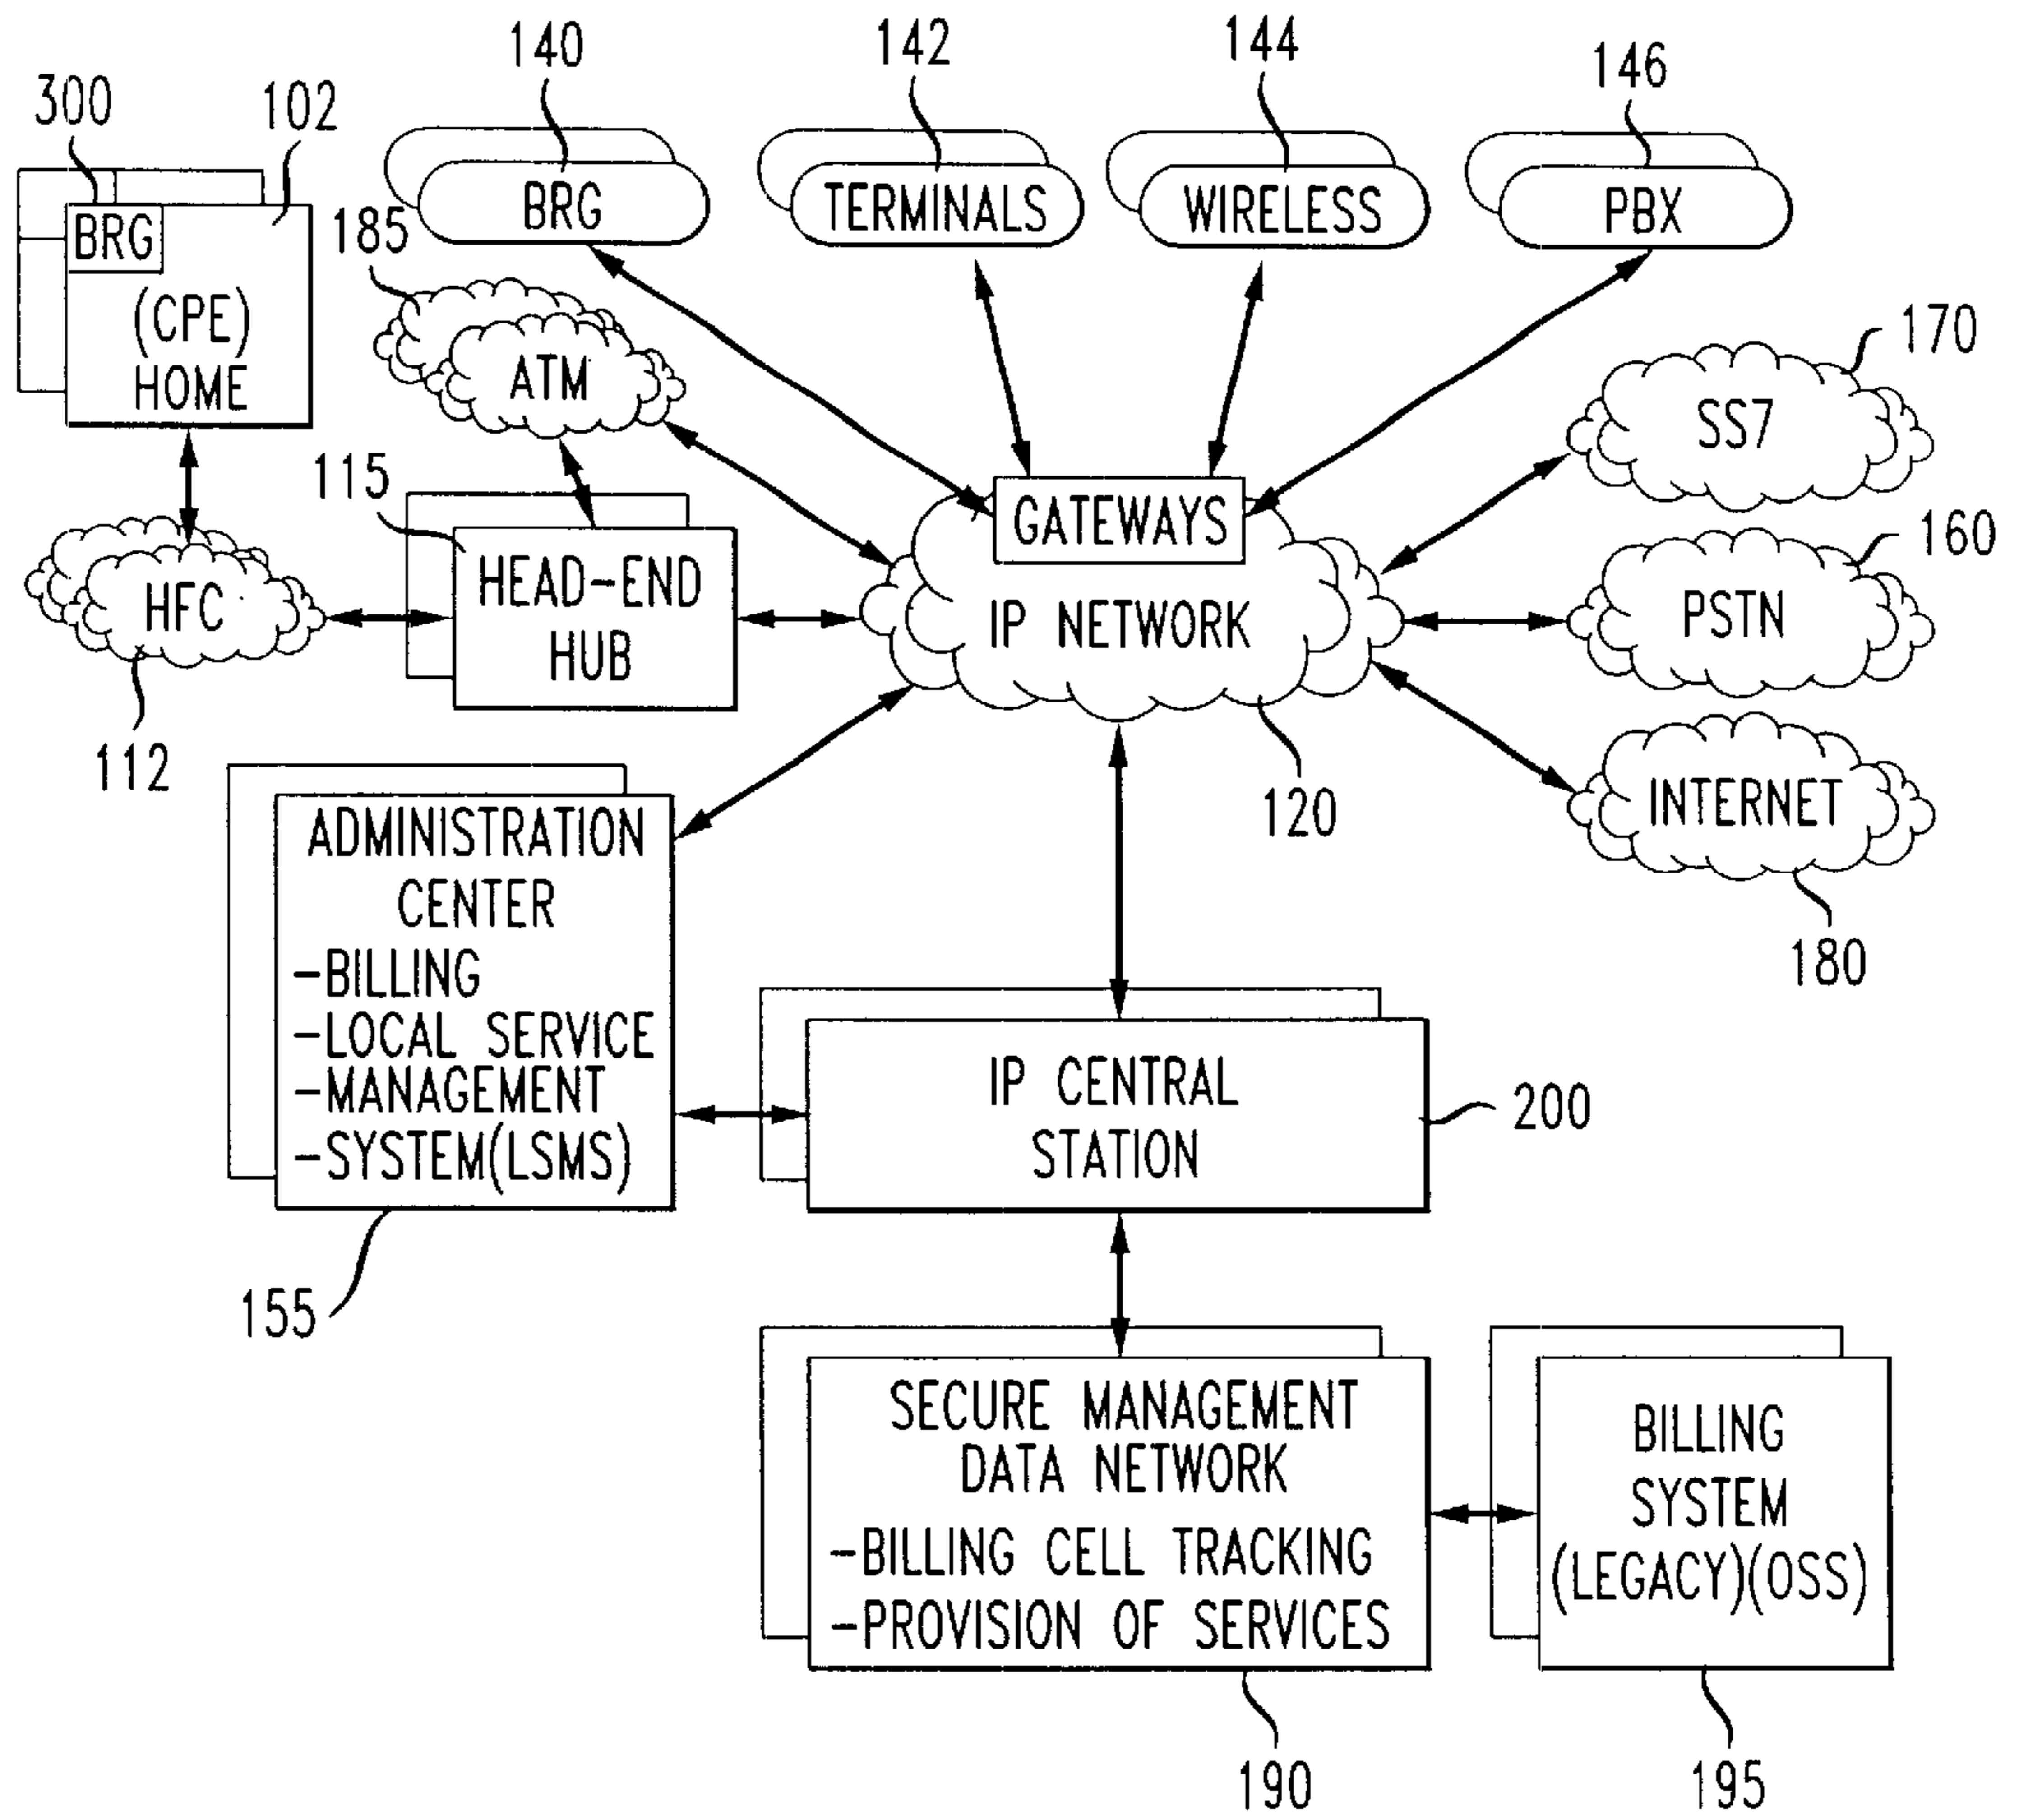 140
142
144
146
300
102
BRG
TERMINALS
WIRELESS
PBX
BRG
(CPE)
HOME
185
ATM
170
SS7
115
GATEWAYS
IP NETWORK
HEAD-END
HUB
HFC
112
160
PSTN
120
INTERNET
180
ADMINISTRATION
CENTER
-BILLING
-LOCAL SERVICE
-MANAGEMENT
-SYSTEM(LSMS)
155
IP CENTRAL
STATION
200
SECURE MANAGEMENT
DATA NETWORK
-BILLING CELL TRACKING
-PROVISION OF SERVICES
190
BILLING
SYSTEM
(LEGACY)(OSS)
195